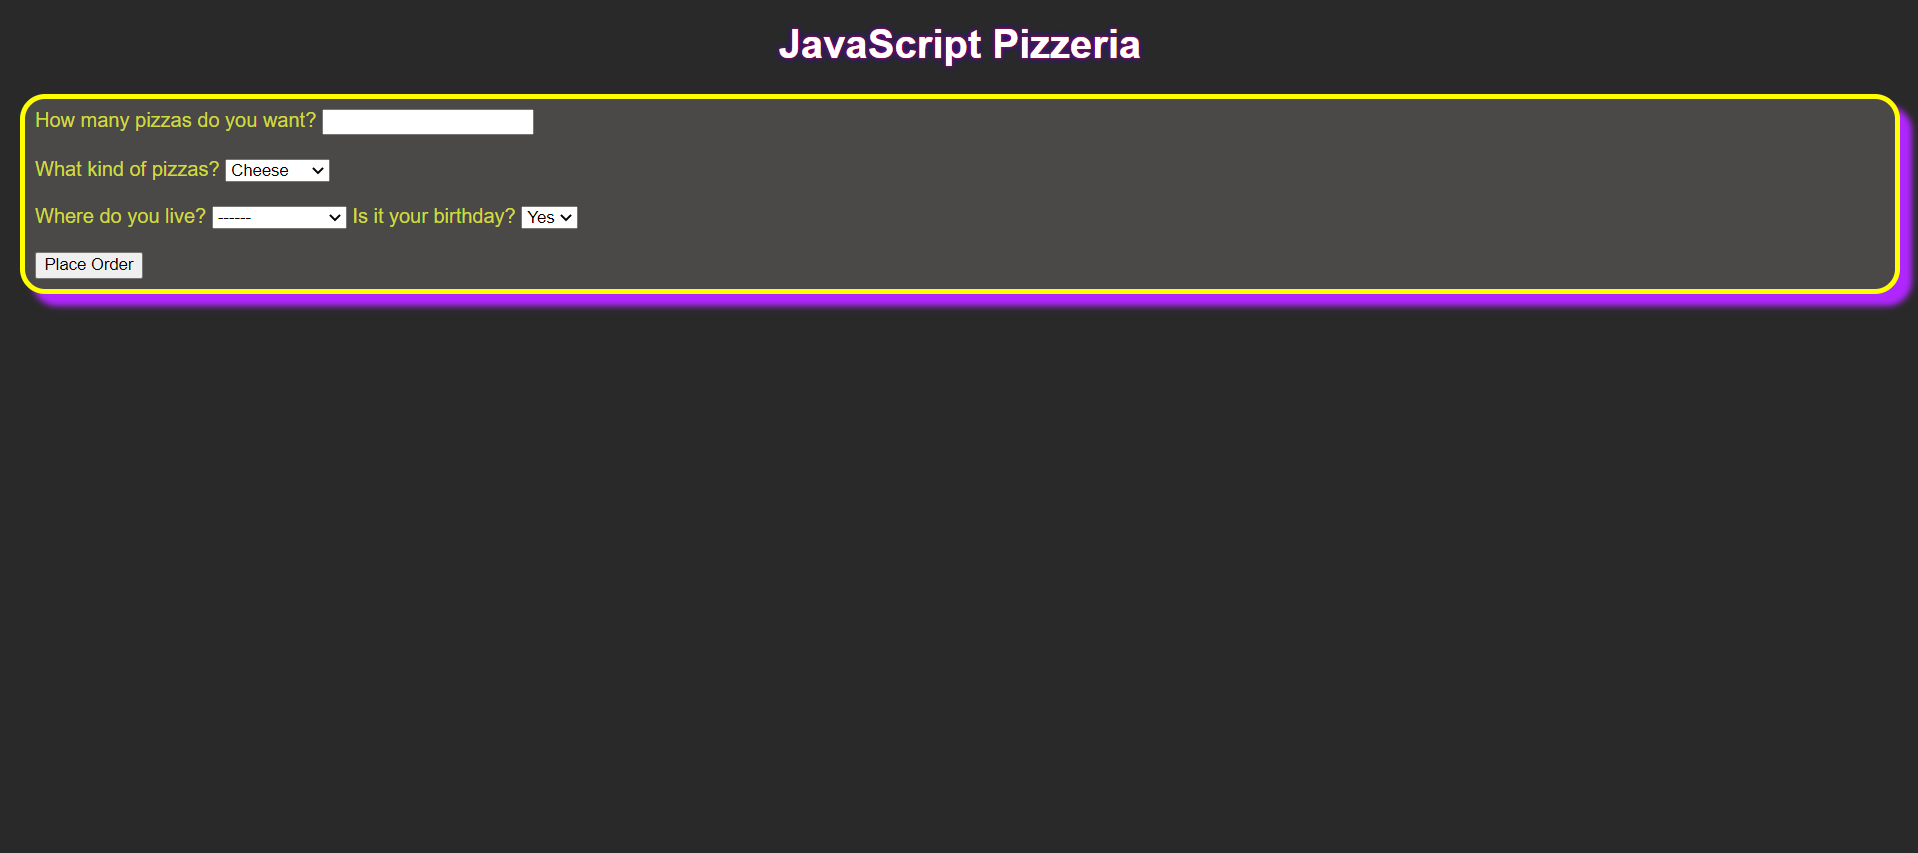 JavaScript Pizzeria
How many pizzas do you want?
What kind of pizzas? Cheese
Where do you live? ------ Is it your birthday? Yes
Place Order